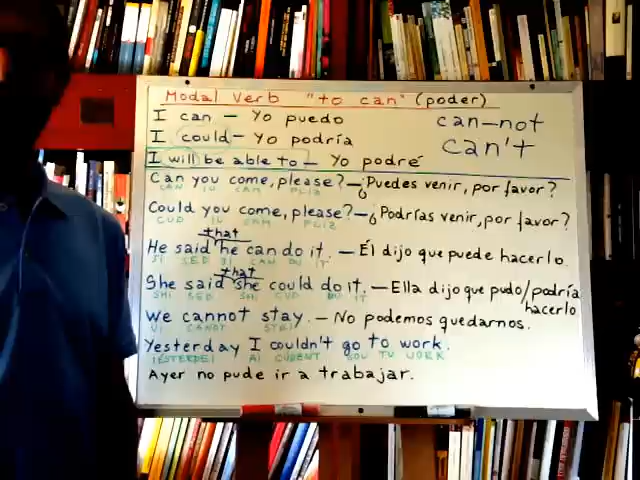 Modal Verb "to can" (poder)
I can – Yo puedo
can–not
I could – Yo podría
can't
I will be able to – Yo podré
Can you come, please? – ¿Puedes venir, por favor?
CAN IU CAM PLIZ
Could you come, please? – ¿Podrías venir, por favor?
CUD IU CAM PLIZ
that
He said he can do it. – Él dijo que puede hacerlo.
JI SED JI CAN DU IT
that
She said she could do it. – Ella dijo que pudo/podría hacerlo
SHI SED SHI CUD DU IT
We cannot stay. – No podemos quedarnos.
UI CANOT STEI
Yesterday I couldn't go to work.
IESTERDEI AI CUDENT GOU TU UORK
Ayer no pude ir a trabajar.